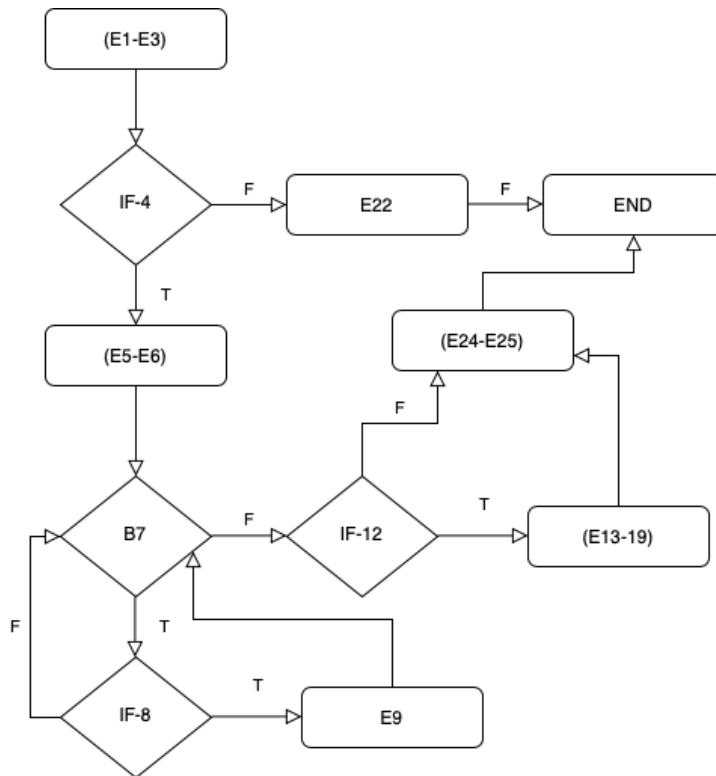 (E1-E3)
IF-4
F
E22
F
END
T
(E5-E6)
(E24-E25)
F
B7
F
IF-12
T
(E13-19)
F
T
IF-8
T
E9